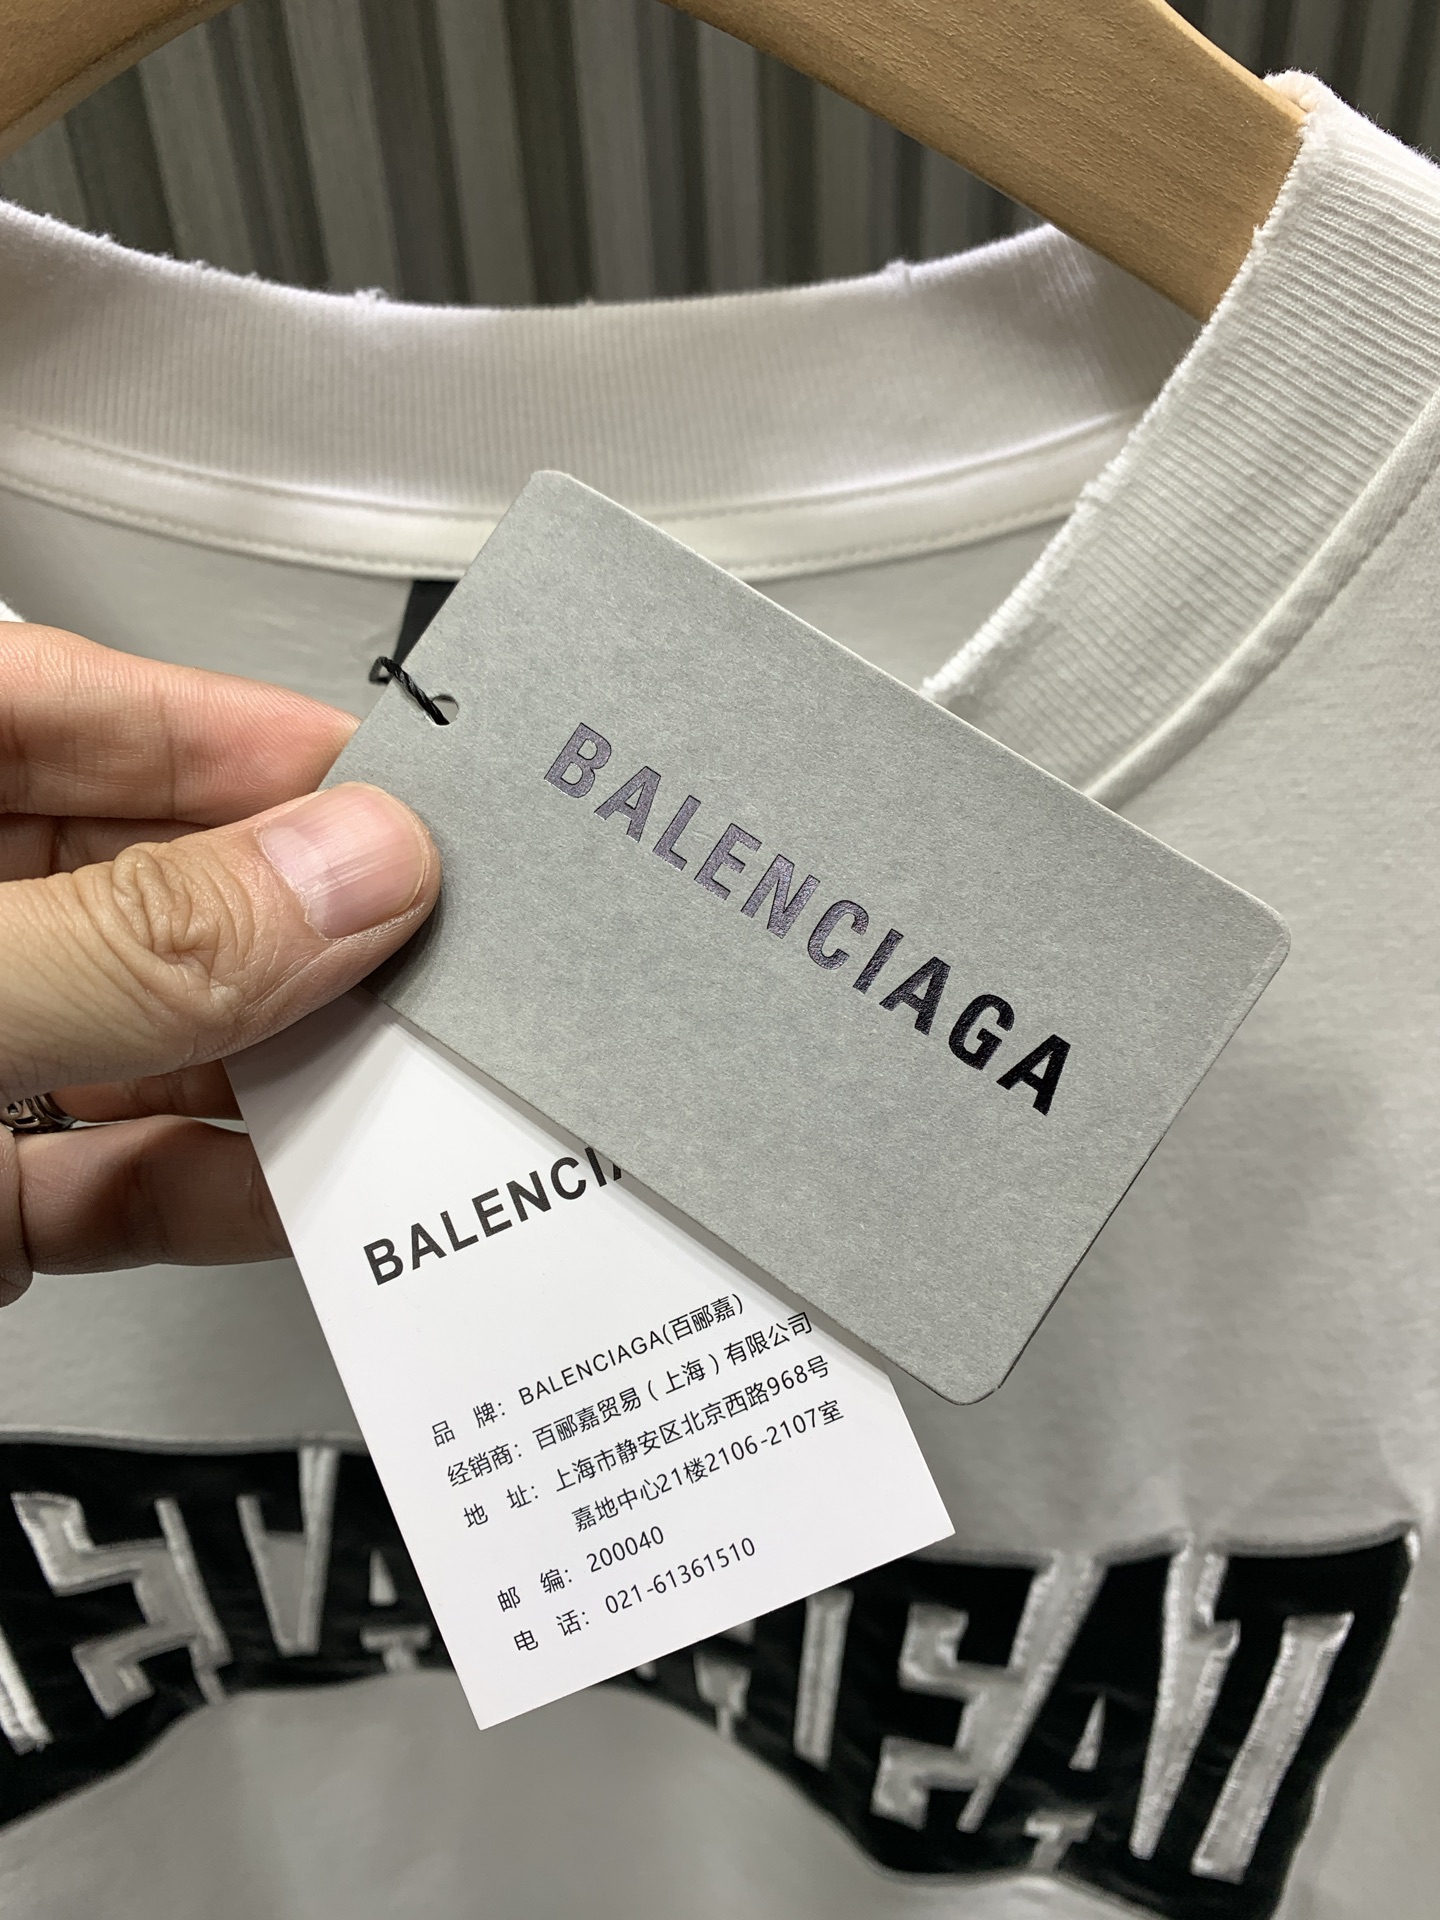 BALENCIAGA
BALENCIA
品 牌：BALENCIAGA(百郦嘉)
经销商：百郦嘉贸易（上海）有限公司
地 址：上海市静安区北京西路968号
嘉地中心21楼2106-2107室
邮 编：200040
电 话：021-61361510